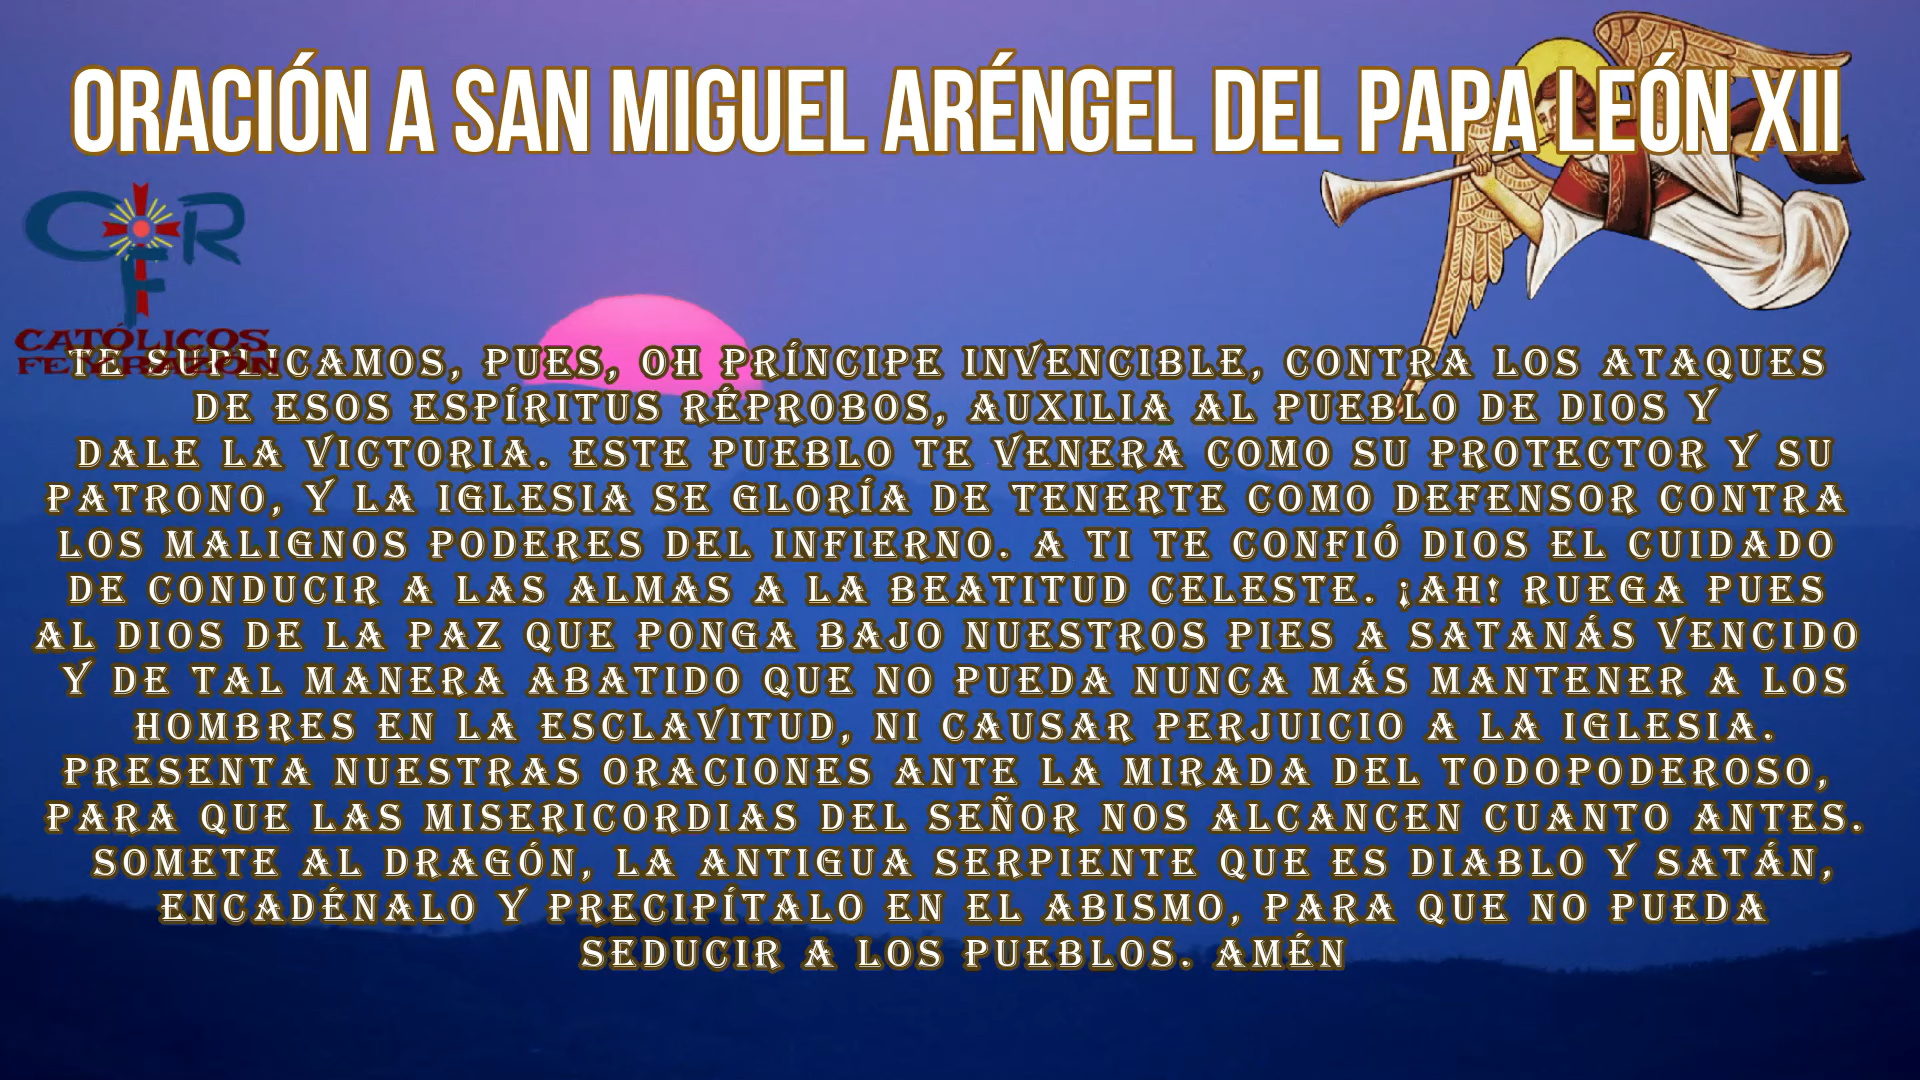 ORACIÓN A SAN MIGUEL ARÉNGEL DEL PAPA LEÓN XII
CFR
CATÓLICOS
FE Y RAZÓN
TE SUPLICAMOS, PUES, OH PRÍNCIPE INVENCIBLE, CONTRA LOS ATAQUES
DE ESOS ESPÍRITUS RÉPROBOS, AUXILIA AL PUEBLO DE DIOS Y
DALE LA VICTORIA. ESTE PUEBLO TE VENERA COMO SU PROTECTOR Y SU
PATRONO, Y LA IGLESIA SE GLORÍA DE TENERTE COMO DEFENSOR CONTRA
LOS MALIGNOS PODERES DEL INFIERNO. A TI TE CONFIÓ DIOS EL CUIDADO
DE CONDUCIR A LAS ALMAS A LA BEATITUD CELESTE. ¡AH! RUEGA PUES
AL DIOS DE LA PAZ QUE PONGA BAJO NUESTROS PIES A SATANÁS VENCIDO
Y DE TAL MANERA ABATIDO QUE NO PUEDA NUNCA MÁS MANTENER A LOS
HOMBRES EN LA ESCLAVITUD, NI CAUSAR PERJUICIO A LA IGLESIA.
PRESENTA NUESTRAS ORACIONES ANTE LA MIRADA DEL TODOPODEROSO,
PARA QUE LAS MISERICORDIAS DEL SEÑOR NOS ALCANCEN CUANTO ANTES.
SOMETE AL DRAGÓN, LA ANTIGUA SERPIENTE QUE ES DIABLO Y SATÁN,
ENCADÉNALO Y PRECIPÍTALO EN EL ABISMO, PARA QUE NO PUEDA
SEDUCIR A LOS PUEBLOS. AMÉN